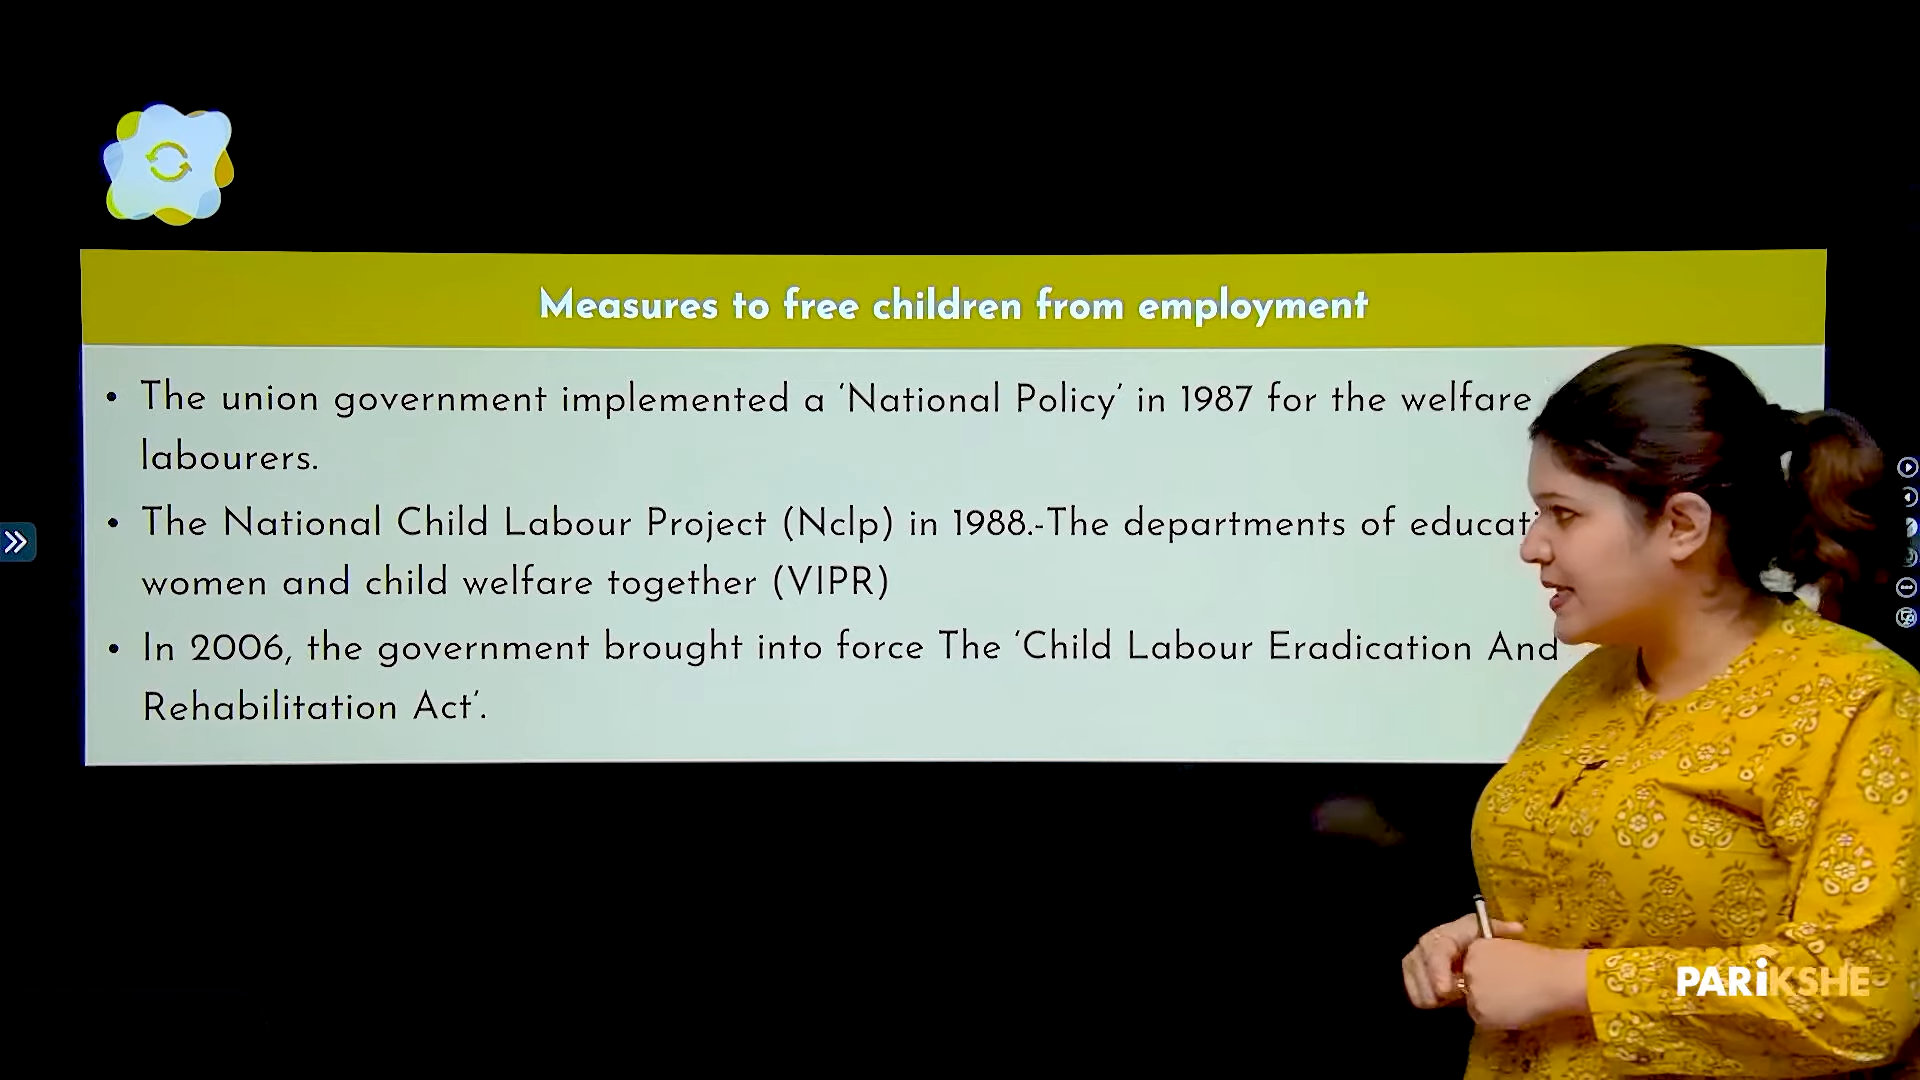 Measures to free children from employment
• The union government implemented a ‘National Policy’ in 1987 for the welfare
labourers.
• The National Child Labour Project (Nclp) in 1988.-The departments of
women and child welfare together (VIPR)
• In 2006, the government brought into force The ‘Child Labour Eradication And
Rehabilitation Act’.
PARiKSHE